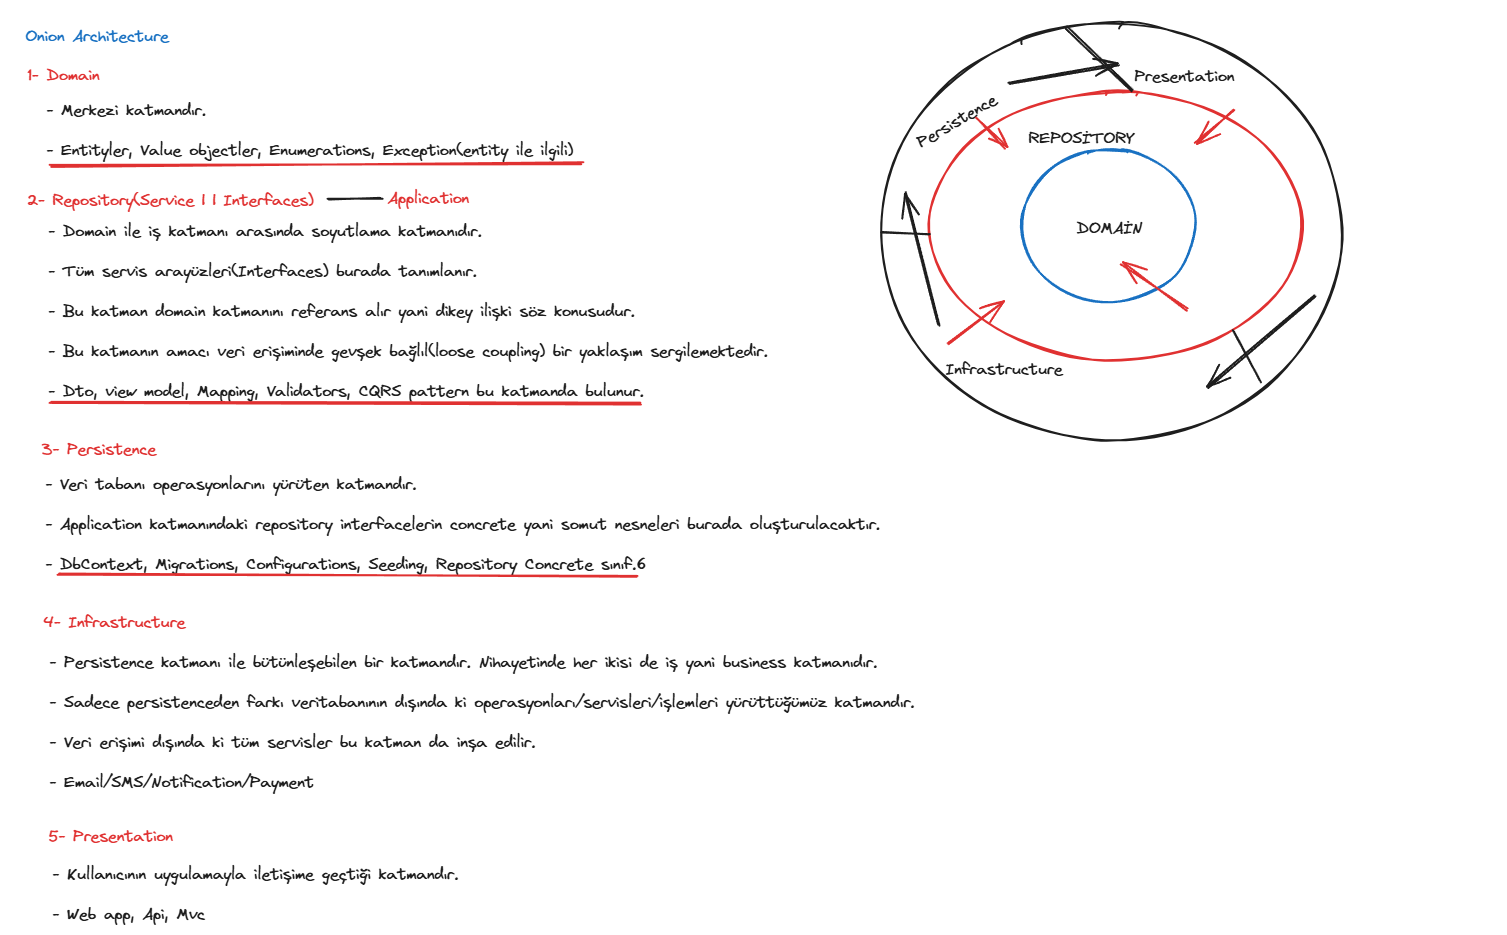 Onion Architecture
1- Domain
- Merkezi katmandır.
- Entityler, Value objectler, Enumerations, Exception(entity ile ilgili)
2- Repository(Service || Interfaces) Application
- Domain ile iş katmanı arasında soyutlama katmanıdır.
- Tüm servis arayüzleri(Interfaces) burada tanımlanır.
- Bu katman domain katmanını referans alır yani dikey ilişki söz konusudur.
- Bu katmanın amacı veri erişiminde gevşek bağlıl(loose coupling) bir yaklaşım sergilemektedir.
- Dto, view model, Mapping, Validators, CQRS pattern bu katmanda bulunur.
3- Persistence
- Veri tabanı operasyonlarını yürüten katmandır.
- Application katmanındaki repository interfacelerin concrete yani somut nesneleri burada oluşturulacaktır.
- DbContext, Migrations, Configurations, Seeding, Repository Concrete sınıf.6
4- Infrastructure
- Persistence katmanı ile bütünleşebilen bir katmandır. Nihayetinde her ikisi de iş yani business katmanıdır.
- Sadece persistenceden farkı veritabanının dışında ki operasyonları/servisleri/işlemleri yürüttüğümüz katmandır.
- Veri erişimi dışında ki tüm servisler bu katman da inşa edilir.
- Email/SMS/Notification/Payment
5- Presentation
- Kullanıcının uygulamayla iletişime geçtiği katmandır.
- Web app, Api, Mvc
Presentation
Persistence
REPOSİTORY
DOMAİN
Infrastructure